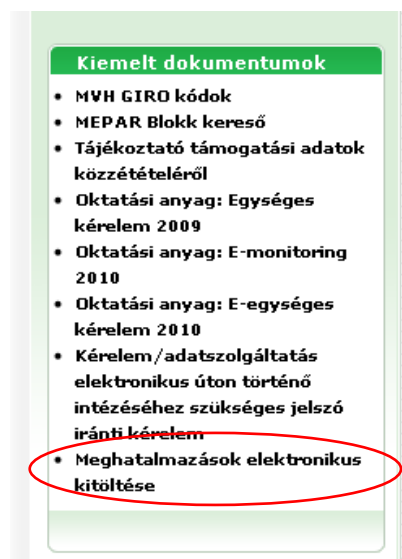 Kiemelt dokumentumok
• MVH GIRO kódok
• MEPAR Blokk kereső
• Tájékoztató támogatási adatok
közzétételéről
• Oktatási anyag: Egységes
kérelem 2009
• Oktatási anyag: E-monitoring
2010
• Oktatási anyag: E-egységes
kérelem 2010
• Kérelem/adatszolgáltatás
elektronikus úton történő
intézéséhez szükséges jelszó
iránti kérelem
• Meghatalmazások elektronikus
kitöltése